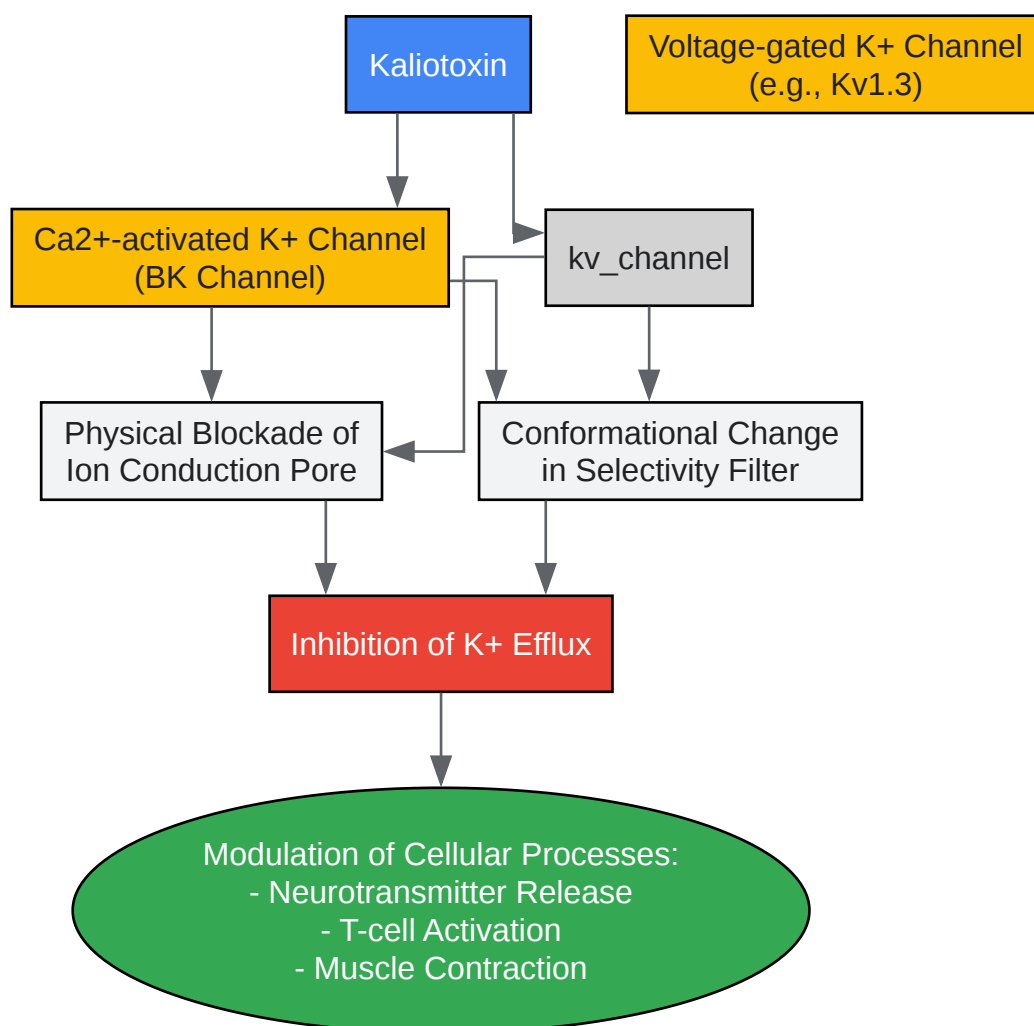 Kaliotoxin
Voltage-gated K+ Channel
(e.g., Kv1.3)
Ca2+-activated K+ Channel
(BK Channel)
kv_channel
Physical Blockade of
Ion Conduction Pore
Conformational Change
in Selectivity Filter
Inhibition of K+ Efflux
Modulation of Cellular Processes:
- Neurotransmitter Release
- T-cell Activation
- Muscle Contraction